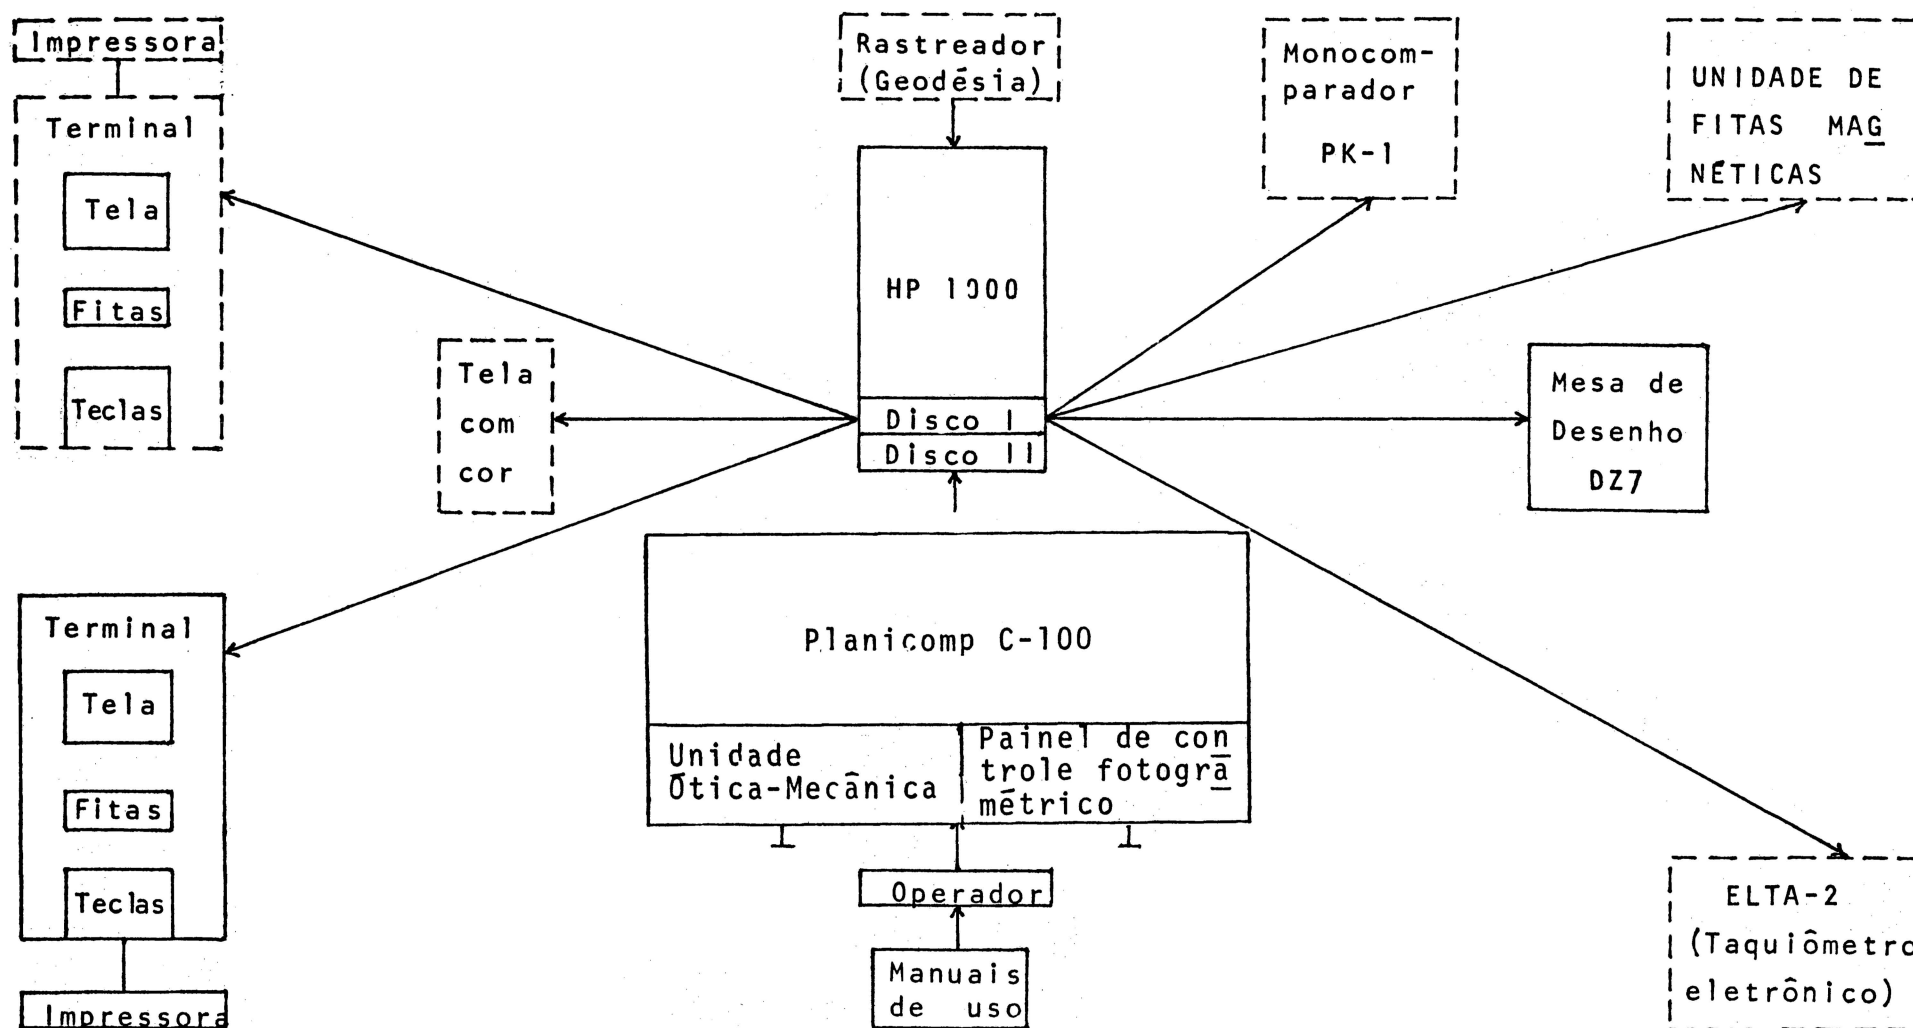 Impressora
Terminal
Tela
Fitas
Teclas
Rastreador
(Geodésia)
HP 1000
Disco I
Disco II
Monocom-
parador
PK-1
UNIDADE DE
FITAS MAG
NÉTICAS
Tela
com
cor
Mesa de
Desenho
DZ7
Terminal
Tela
Fitas
Teclas
Impressora
Planicomp C-100
Unidade
Ótica-Mecânica
Painel de con
trole fotogra
métrico
Operador
Manuais
de uso
ELTA-2
(Taquiômetro
eletrônico)